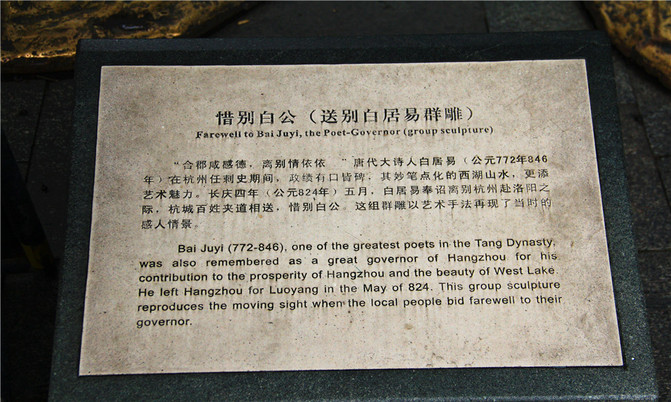 惜别白公（送别白居易群雕）
Farewell to Bai Juyi, the Poet-Governor (group sculpture)
“合郡咸感德，离别情依依　”唐代大诗人白居易（公元772年846
年）在杭州任刺史期间，政绩有口皆碑，其妙笔点化的西湖山水，更添
艺术魅力。长庆四年（公元824年）五月，白居易奉诏离别杭州赴洛阳之
际，杭城百姓夹道相送，惜别白公。这组群雕以艺术手法再现了当时的
感人情景。
Bai Juyi (772-846), one of the greatest poets in the Tang Dynasty,
was also remembered as a great governor of Hangzhou for his
contribution to the prosperity of Hangzhou and the beauty of West Lake.
He left Hangzhou for Luoyang in the May of 824. This group sculpture
reproduces the moving sight when the local people bid farewell to their
governor.